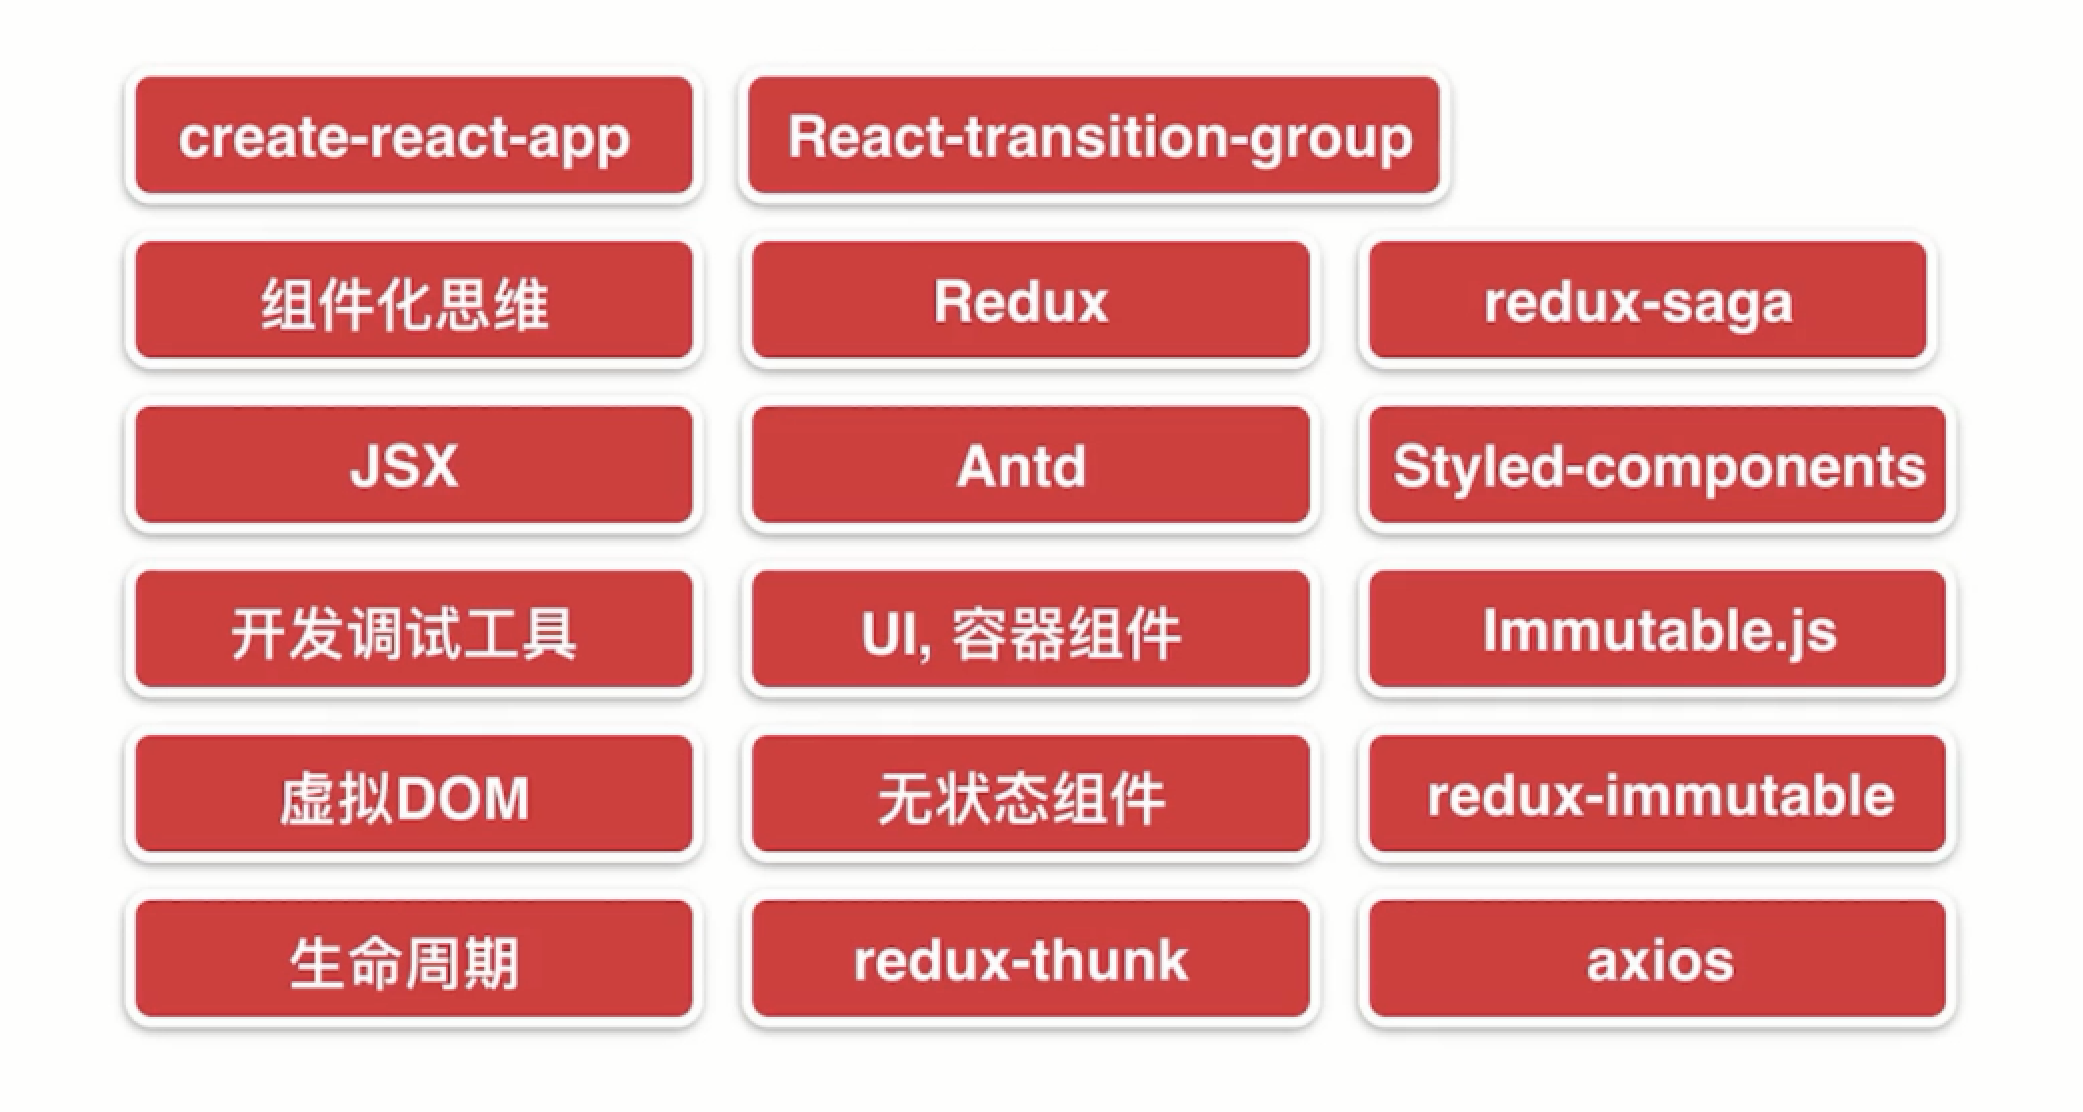 create-react-app
React-transition-group
组件化思维
Redux
redux-saga
JSX
Antd
Styled-components
开发调试工具
UI, 容器组件
Immutable.js
虚拟DOM
无状态组件
redux-immutable
生命周期
redux-thunk
axios